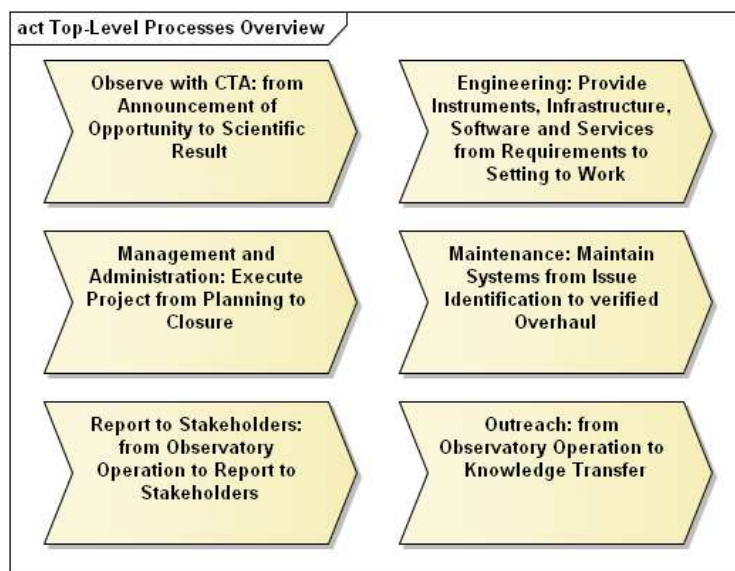 act Top-Level Processes Overview
Observe with CTA: from
Announcement of
Opportunity to Scientific
Result
Engineering: Provide
Instruments, Infrastructure,
Software and Services
from Requirements to
Setting to Work
Management and
Administration: Execute
Project from Planning to
Closure
Maintenance: Maintain
Systems from Issue
Identification to verified
Overhaul
Report to Stakeholders:
from Observatory
Operation to Report to
Stakeholders
Outreach: from
Observatory Operation to
Knowledge Transfer